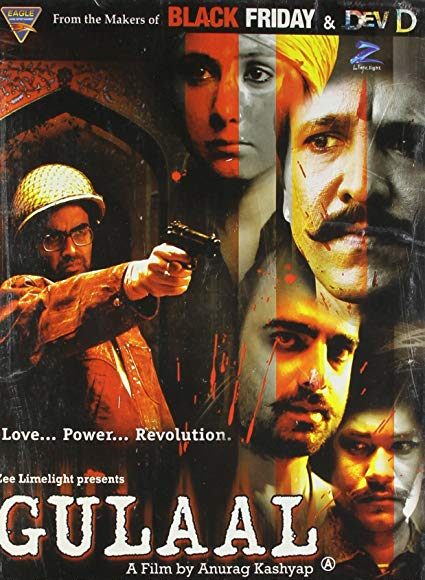 EAGLE
From the Makers of BLACK FRIDAY & DEV D
Z
Limelight
Love... Power... Revolution.
Zee Limelight presents
GULAAL
A Film by Anurag Kashyap A